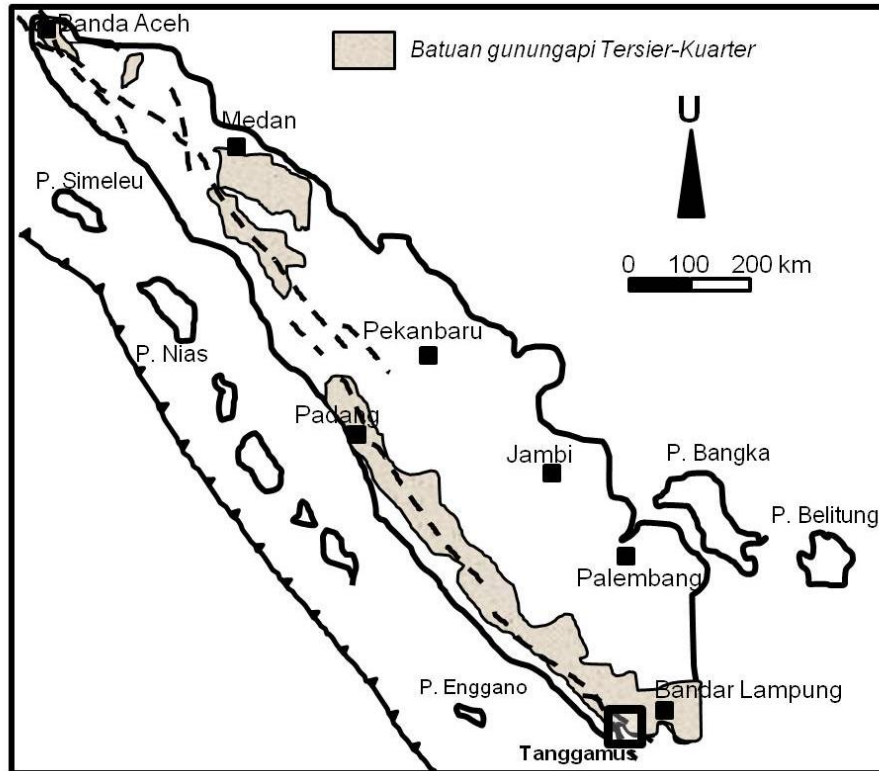 Banda Aceh
Batuan gunungapi Tersier-Kuarter
U
Medan
P. Simeleu
0 100 200 km
P. Nias
Pekanbaru
Padang
Jambi
P. Bangka
P. Belitung
Palembang
P. Enggano
Bandar Lampung
Tanggamus